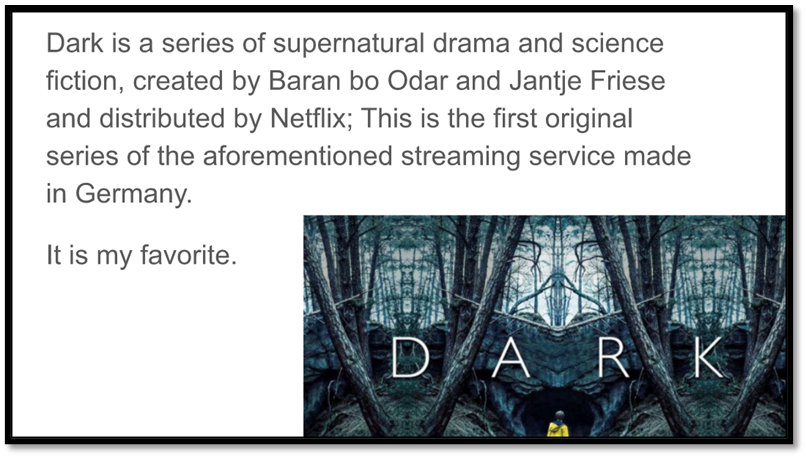 Dark is a series of supernatural drama and science
fiction, created by Baran bo Odar and Jantje Friese
and distributed by Netflix; This is the first original
series of the aforementioned streaming service made
in Germany.
It is my favorite.
DARK